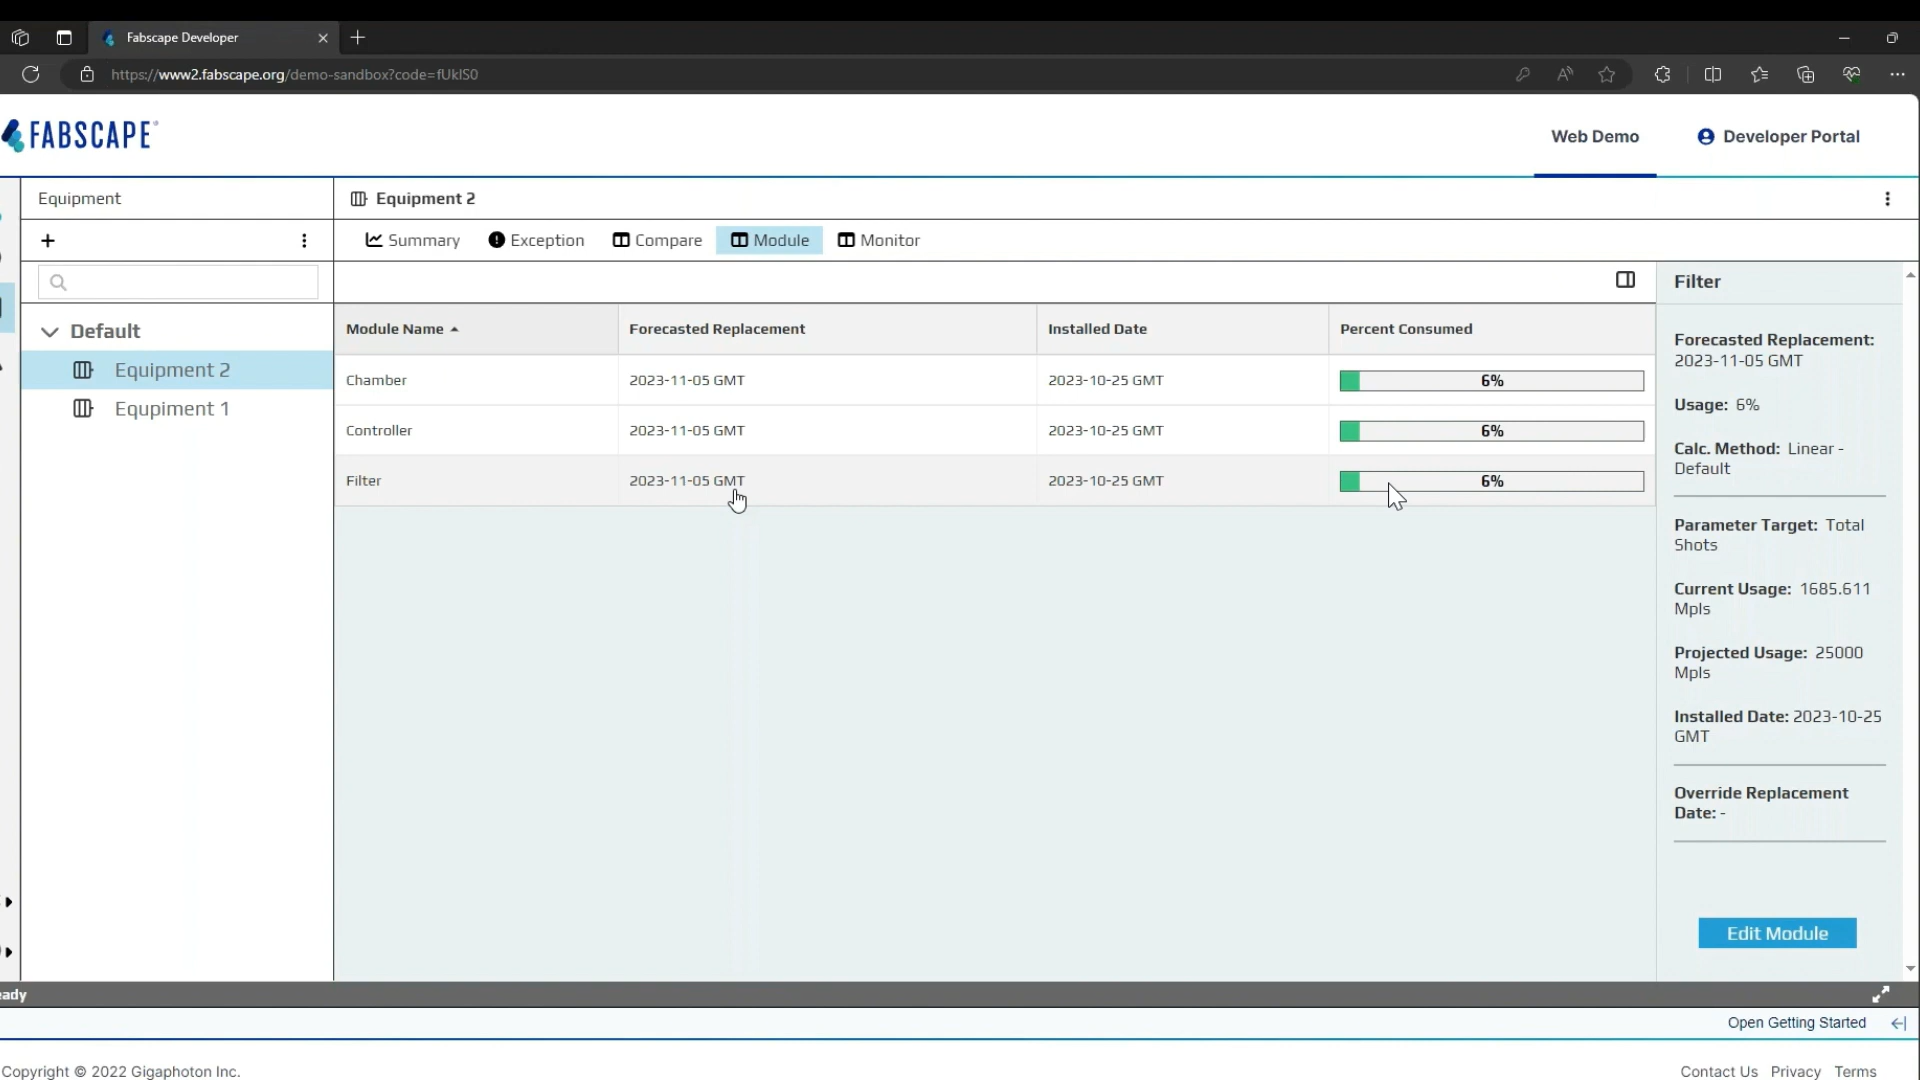 Fabscape Developer
https://www2.fabscape.org/demo-sandbox?code=fUkIS0
FABSCAPE
Web Demo
Developer Portal
Equipment
Equipment 2
Summary
Exception
Compare
Module
Monitor
Filter
Default
Equipment 2
Equpiment 1
Module Name
Forecasted Replacement
Installed Date
Percent Consumed
Chamber
2023-11-05 GMT
2023-10-25 GMT
6%
Controller
2023-11-05 GMT
2023-10-25 GMT
6%
Filter
2023-11-05 GMT
2023-10-25 GMT
6%
Forecasted Replacement:
2023-11-05 GMT
Usage: 6%
Calc. Method: Linear -
Default
Parameter Target: Total
Shots
Current Usage: 1685.611
Mpls
Projected Usage: 25000
Mpls
Installed Date: 2023-10-25
GMT
Override Replacement
Date: -
Edit Module
eady
Open Getting Started
Copyright © 2022 Gigaphoton Inc.
Contact Us Privacy Terms